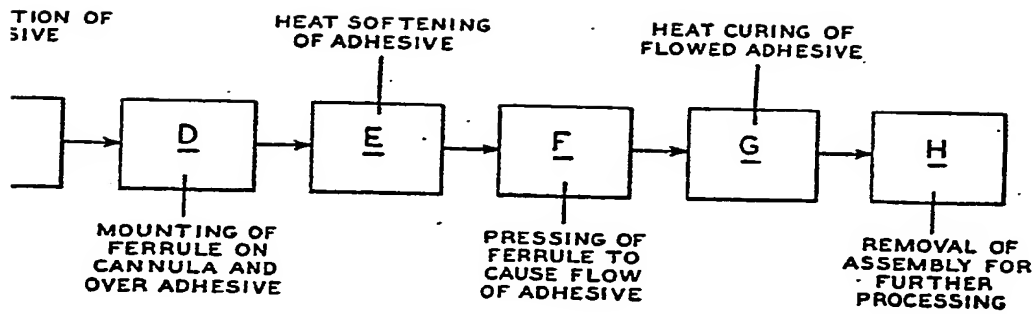 TION OF
SIVE
HEAT SOFTENING
OF ADHESIVE
HEAT CURING OF
FLOWED ADHESIVE
D
E
F
G
H
MOUNTING OF
FERRULE ON
CANNULA AND
OVER ADHESIVE
PRESSING OF
FERRULE TO
CAUSE FLOW
OF ADHESIVE
REMOVAL OF
ASSEMBLY FOR
FURTHER
PROCESSING